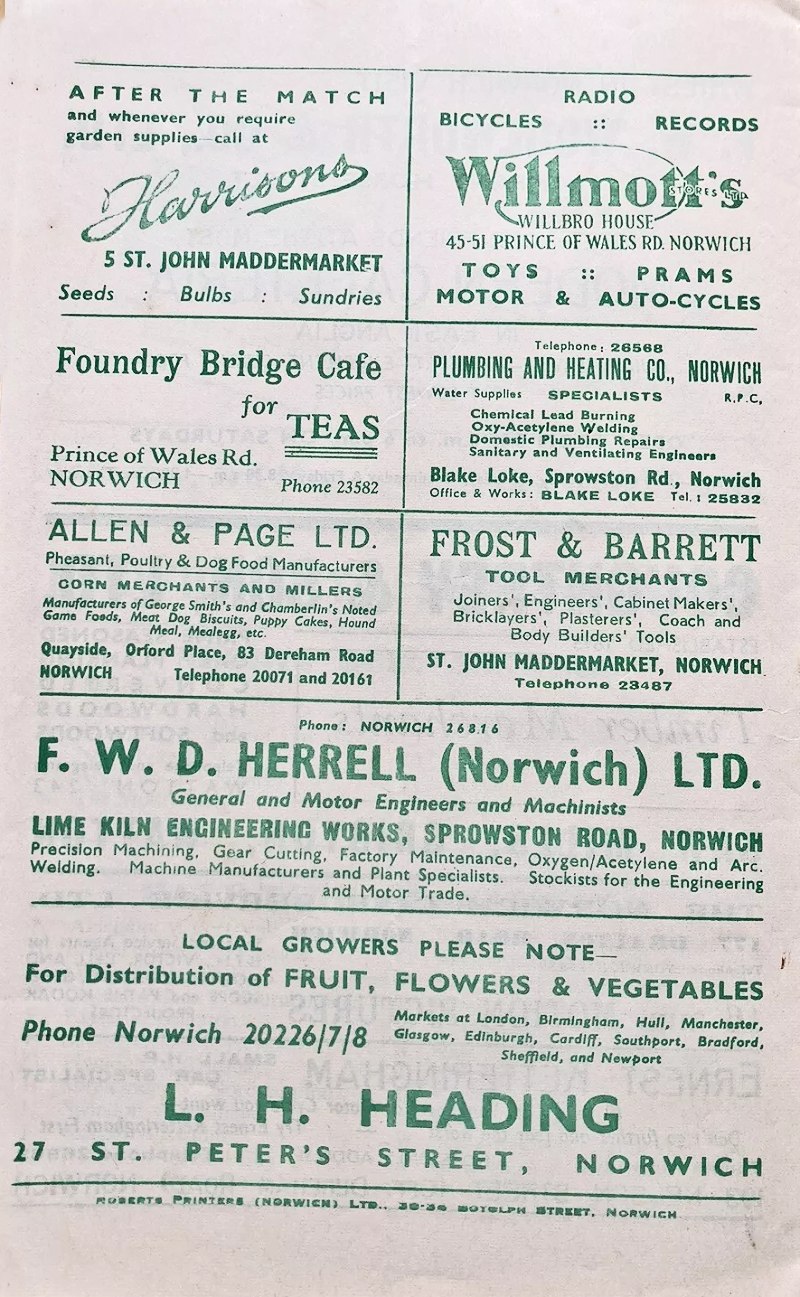 AFTER THE MATCH
and whenever you require
garden supplies—call at
Harrisons
5 ST. JOHN MADDERMARKET
Seeds : Bulbs : Sundries
RADIO
BICYCLES :: RECORDS
Willmott's
STORES LTD
WILLBRO HOUSE
45-51 PRINCE OF WALES RD. NORWICH
TOYS :: PRAMS
MOTOR & AUTO-CYCLES
Foundry Bridge Cafe
for TEAS
Prince of Wales Rd.
NORWICH Phone 23582
Telephone: 26568
PLUMBING AND HEATING CO., NORWICH
Water Supplies SPECIALISTS R.P.C,
Chemical Lead Burning
Oxy-Acetylene Welding
Domestic Plumbing Repairs
Sanitary and Ventilating Engineers
Blake Loke, Sprowston Rd., Norwich
Office & Works: BLAKE LOKE Tel.: 25832
ALLEN & PAGE LTD.
Pheasant, Poultry & Dog Food Manufacturers
CORN MERCHANTS AND MILLERS
Manufacturers of George Smith's and Chamberlin's Noted
Game Foods, Meat Dog Biscuits, Puppy Cakes, Hound
Meal, Mealegg, etc.
Quayside, Orford Place, 83 Dereham Road
NORWICH Telephone 20071 and 20161
FROST & BARRETT
TOOL MERCHANTS
Joiners', Engineers', Cabinet Makers',
Bricklayers', Plasterers', Coach and
Body Builders' Tools
ST. JOHN MADDERMARKET, NORWICH
Telephone 23487
Phone: NORWICH 26816
F. W. D. HERRELL (Norwich) LTD.
General and Motor Engineers and Machinists
LIME KILN ENGINEERING WORKS, SPROWSTON ROAD, NORWICH
Precision Machining, Gear Cutting, Factory Maintenance, Oxygen/Acetylene and Arc.
Welding. Machine Manufacturers and Plant Specialists. Stockists for the Engineering
and Motor Trade.
LOCAL GROWERS PLEASE NOTE—
For Distribution of FRUIT, FLOWERS & VEGETABLES
Phone Norwich 20226/7/8
Markets at London, Birmingham, Hull, Manchester,
Glasgow, Edinburgh, Cardiff, Southport, Bradford,
Sheffield, and Newport
L. H. HEADING
27 ST. PETER'S STREET, NORWICH
ROBERTS PRINTERS (NORWICH) LTD., BOTOLPH STREET, NORWICH